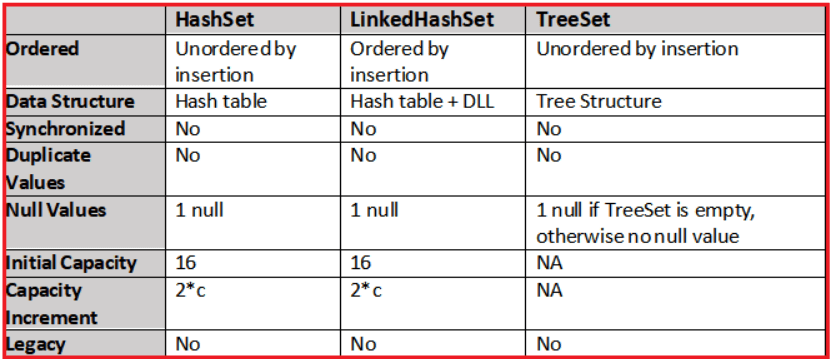 HashSet LinkedHashSet TreeSet
Ordered Unordered by insertion Ordered by insertion Unordered by insertion
Data Structure Hash table Hash table + DLL Tree Structure
Synchronized No No No
Duplicate Values No No No
Null Values 1 null 1 null 1 null if TreeSet is empty, otherwise no null value
Initial Capacity 16 16 NA
Capacity Increment 2*c 2*c NA
Legacy No No No